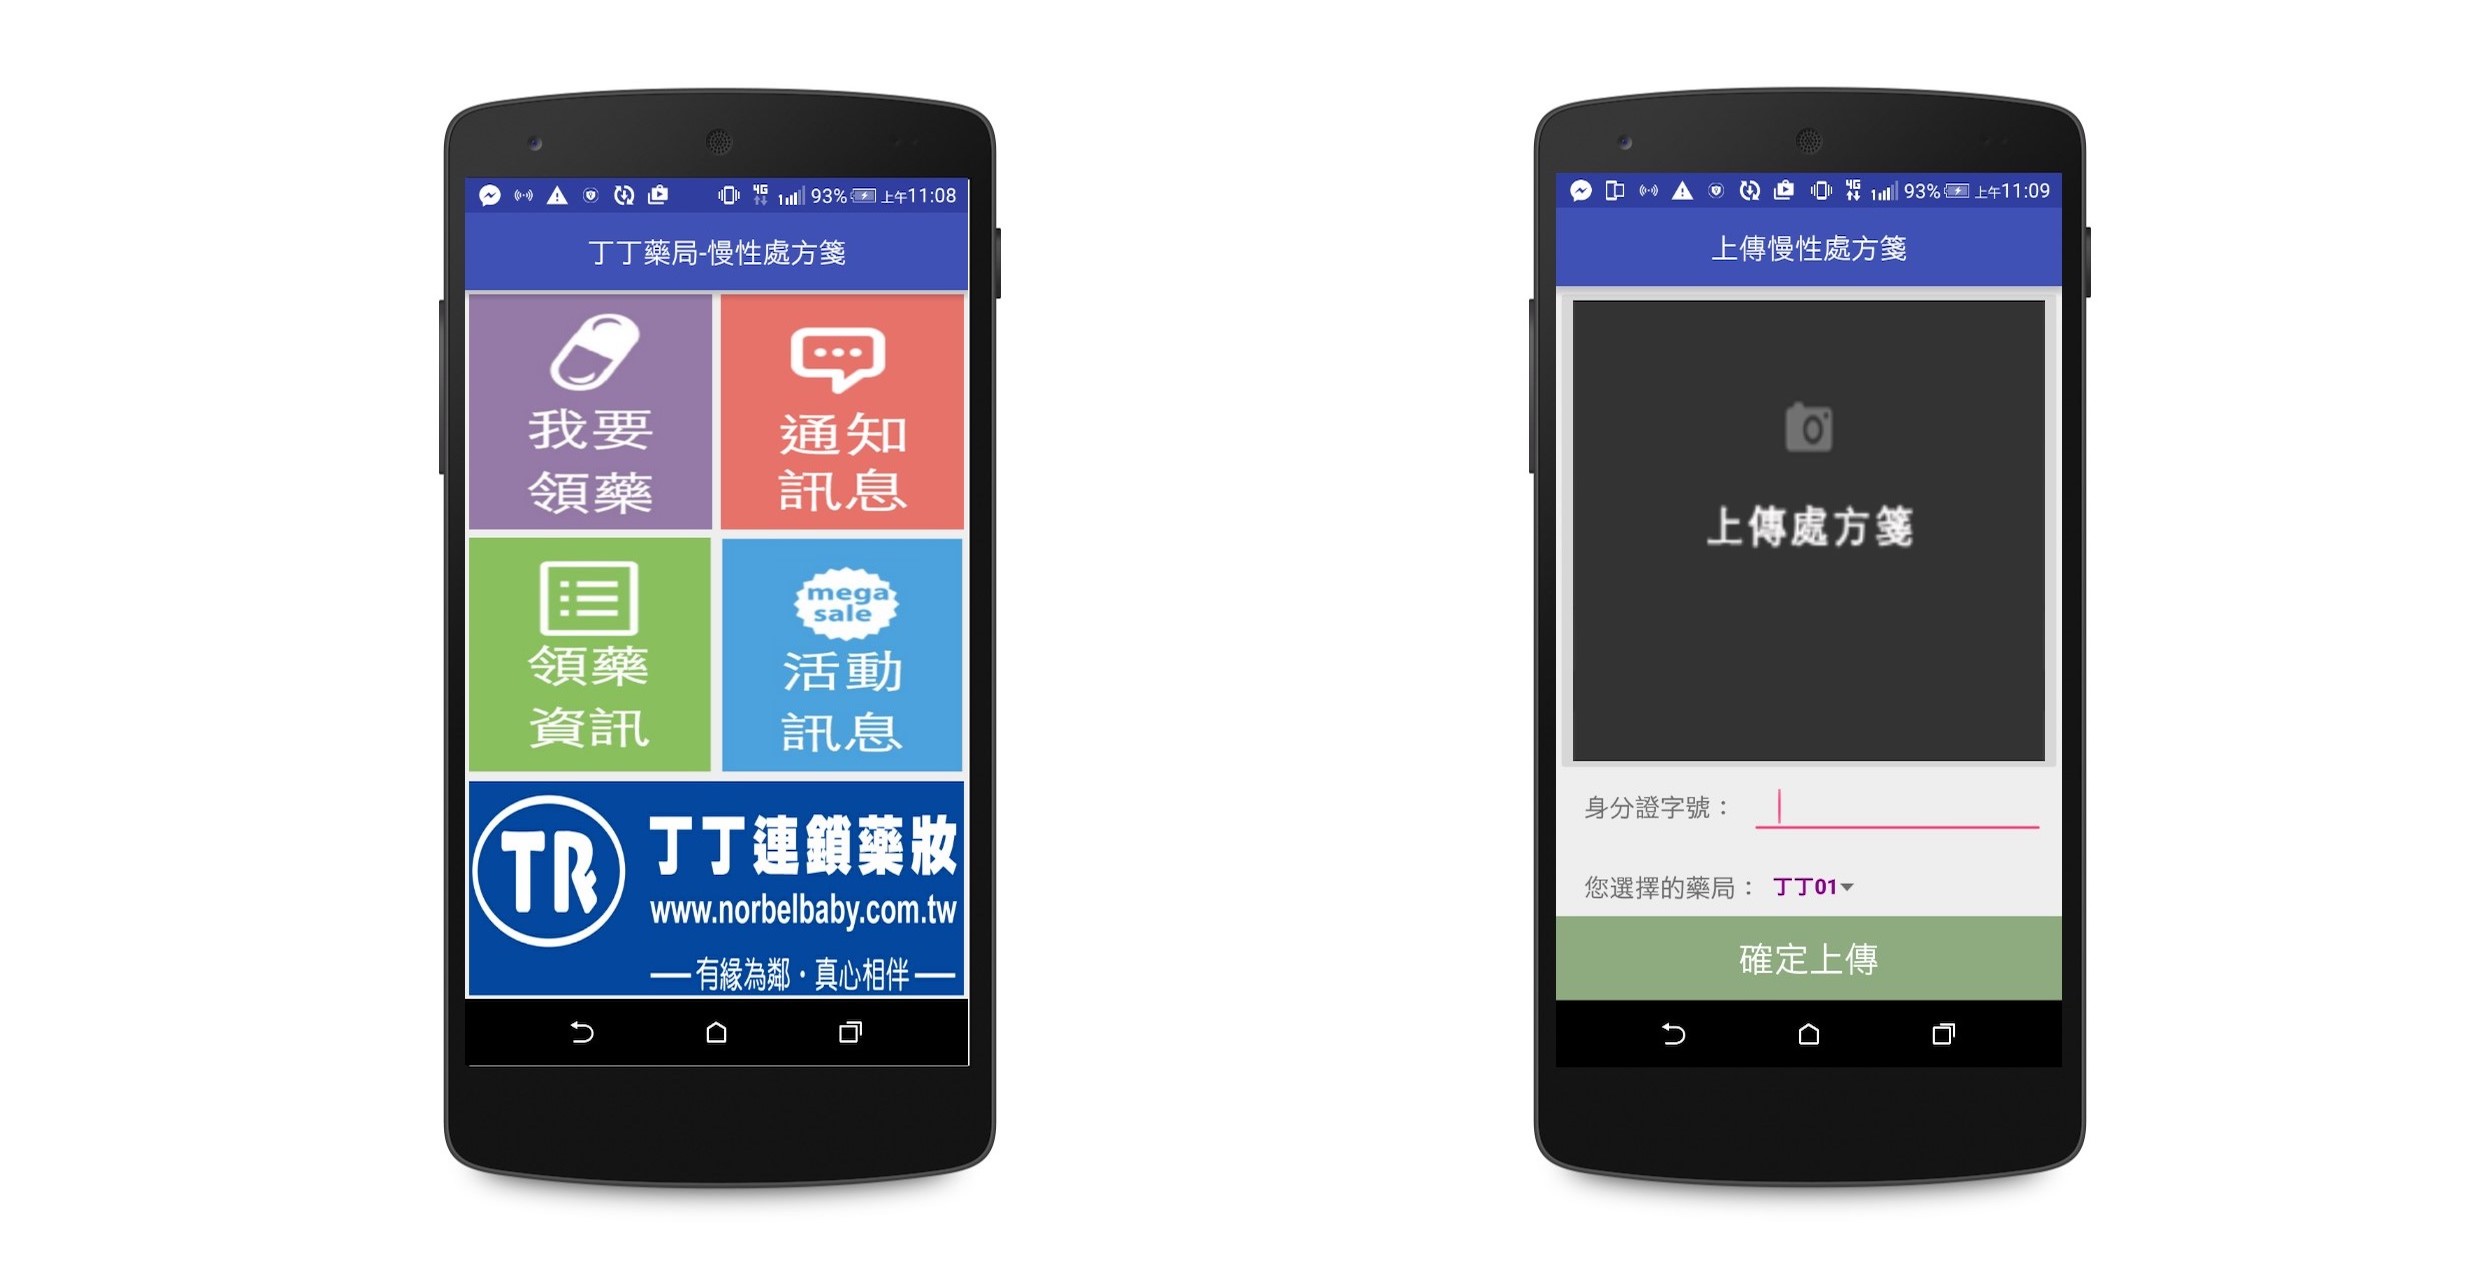 4G 93% 上午11:08
丁丁藥局-慢性處方箋
我要
領藥
通知
訊息
領藥
資訊
mega
sale
活動
訊息
TR
丁丁連鎖藥妝
www.norbelbaby.com.tw
有緣為鄰·真心相伴
4G 93% 上午11:09
上傳慢性處方箋
上傳處方箋
身分證字號：
您選擇的藥局： 丁丁01
確定上傳